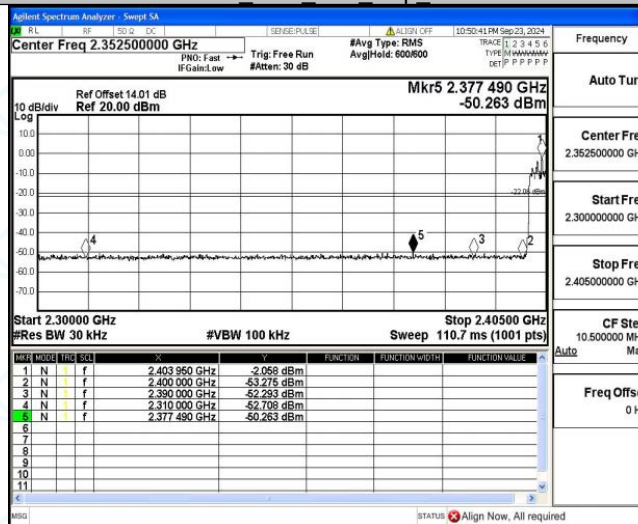 Agilent Spectrum Analyzer - Swept SA
RL RF 50 Ω DC SENSE:PULSE ALIGN OFF 10:50:41 PM Sep 23, 2024
Center Freq 2.352500000 GHz
PNO: Fast
IFGain:Low
Trig: Free Run
#Atten: 30 dB
#Avg Type: RMS
Avg|Hold: 600/600
TRACE 1 2 3 4 5 6
TYPE M
DET P P P P P P
Ref Offset 14.01 dB
10 dB/div Ref 20.00 dBm
Log
Mkr5 2.377 490 GHz
-50.263 dBm
10.0
0.00
-10.0
-20.0
-30.0
-40.0
-50.0
-60.0
-70.0
1
-22.06 dBm
4
5
3
2
Start 2.30000 GHz
#Res BW 30 kHz
#VBW 100 kHz
Stop 2.40500 GHz
Sweep 110.7 ms (1001 pts)
MKR MODE TRC SCL X Y FUNCTION FUNCTION WIDTH FUNCTION VALUE
1 N 1 f 2.403 950 GHz -2.058 dBm
2 N 1 f 2.400 000 GHz -53.275 dBm
3 N 1 f 2.390 000 GHz -52.293 dBm
4 N 1 f 2.310 000 GHz -52.708 dBm
5 N 1 f 2.377 490 GHz -50.263 dBm
6
7
8
9
10
11
MSG
STATUS Align Now, All required
Frequency
Auto Tun
Center Fre
2.352500000 GH
Start Fre
2.300000000 GH
Stop Fre
2.405000000 GH
CF Ste
10.500000 MH
Auto Ma
Freq Offse
0 H